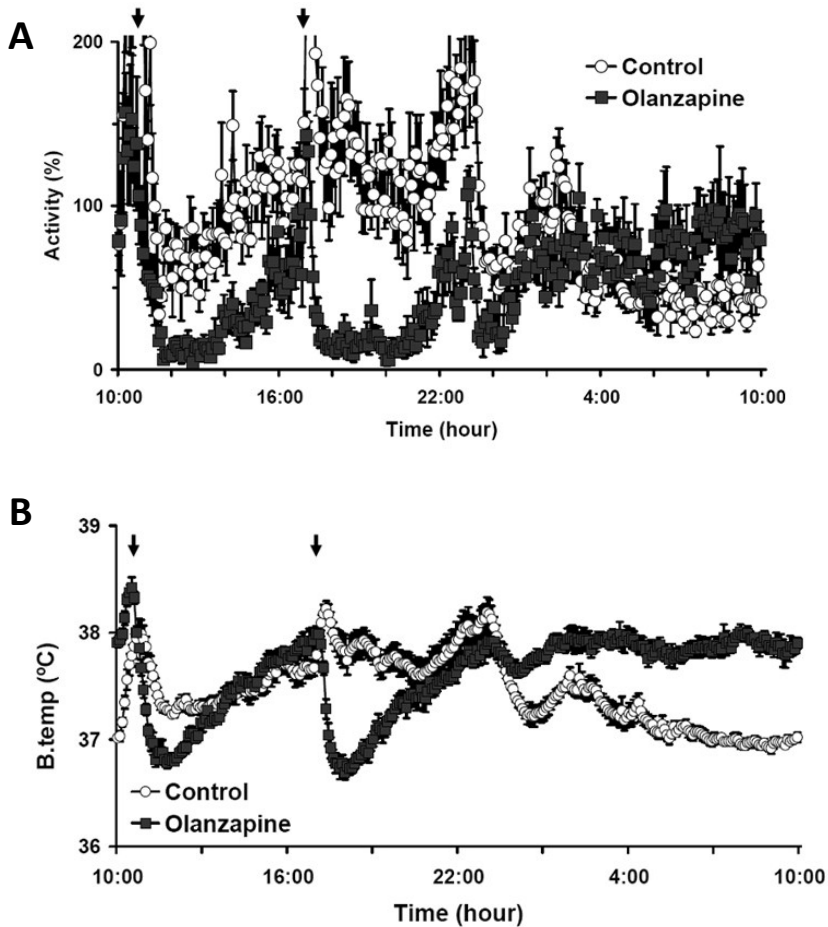 A
200
100
0
Activity (%)
Control
Olanzapine
10:00 16:00 22:00 4:00 10:00
Time (hour)
B
39
38
37
36
B.temp (ºC)
Control
Olanzapine
10:00 16:00 22:00 4:00 10:00
Time (hour)